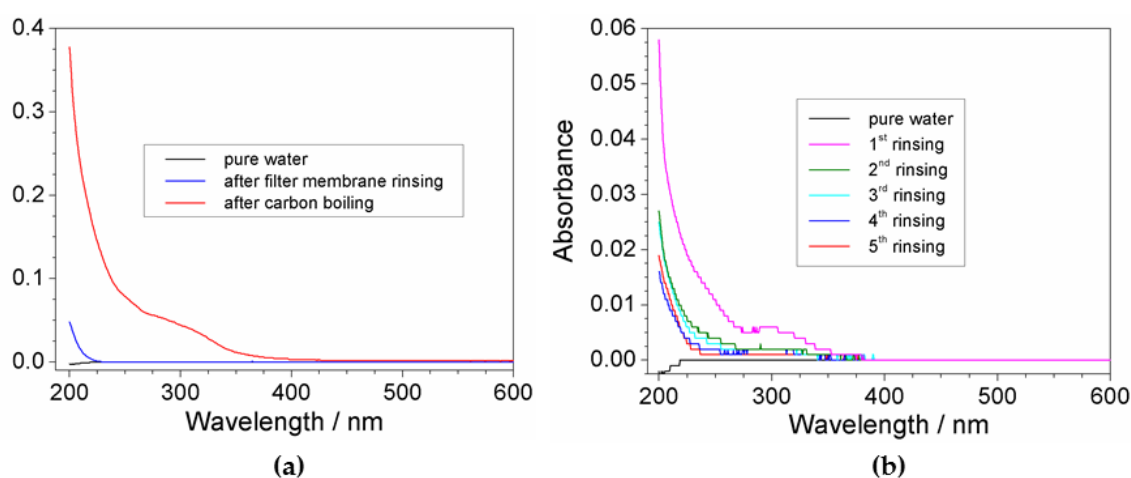 0.4
0.3
0.2
0.1
0.0
200
300
400
500
600
Wavelength / nm
pure water
after filter membrane rinsing
after carbon boiling
(a)
0.06
0.05
0.04
0.03
0.02
0.01
0.00
Absorbance
200
300
400
500
600
Wavelength / nm
pure water
1st rinsing
2nd rinsing
3rd rinsing
4th rinsing
5th rinsing
(b)